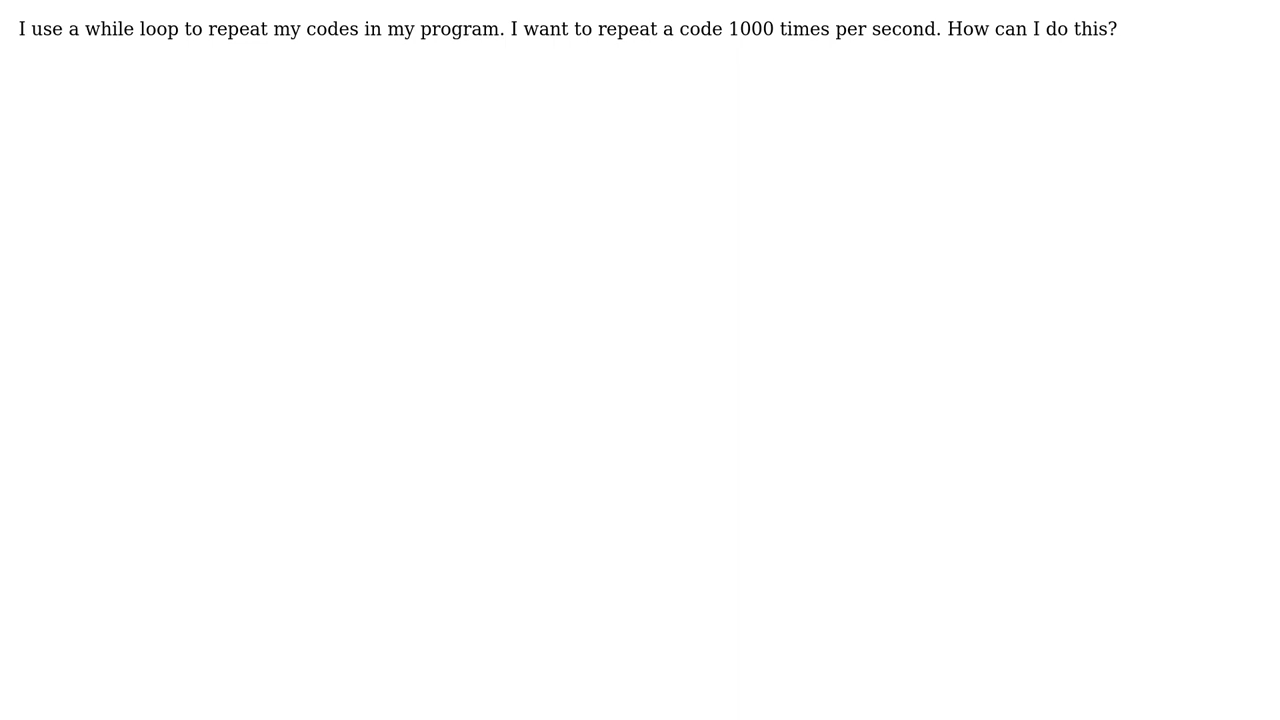 I use a while loop to repeat my codes in my program. I want to repeat a code 1000 times per second. How can I do this?